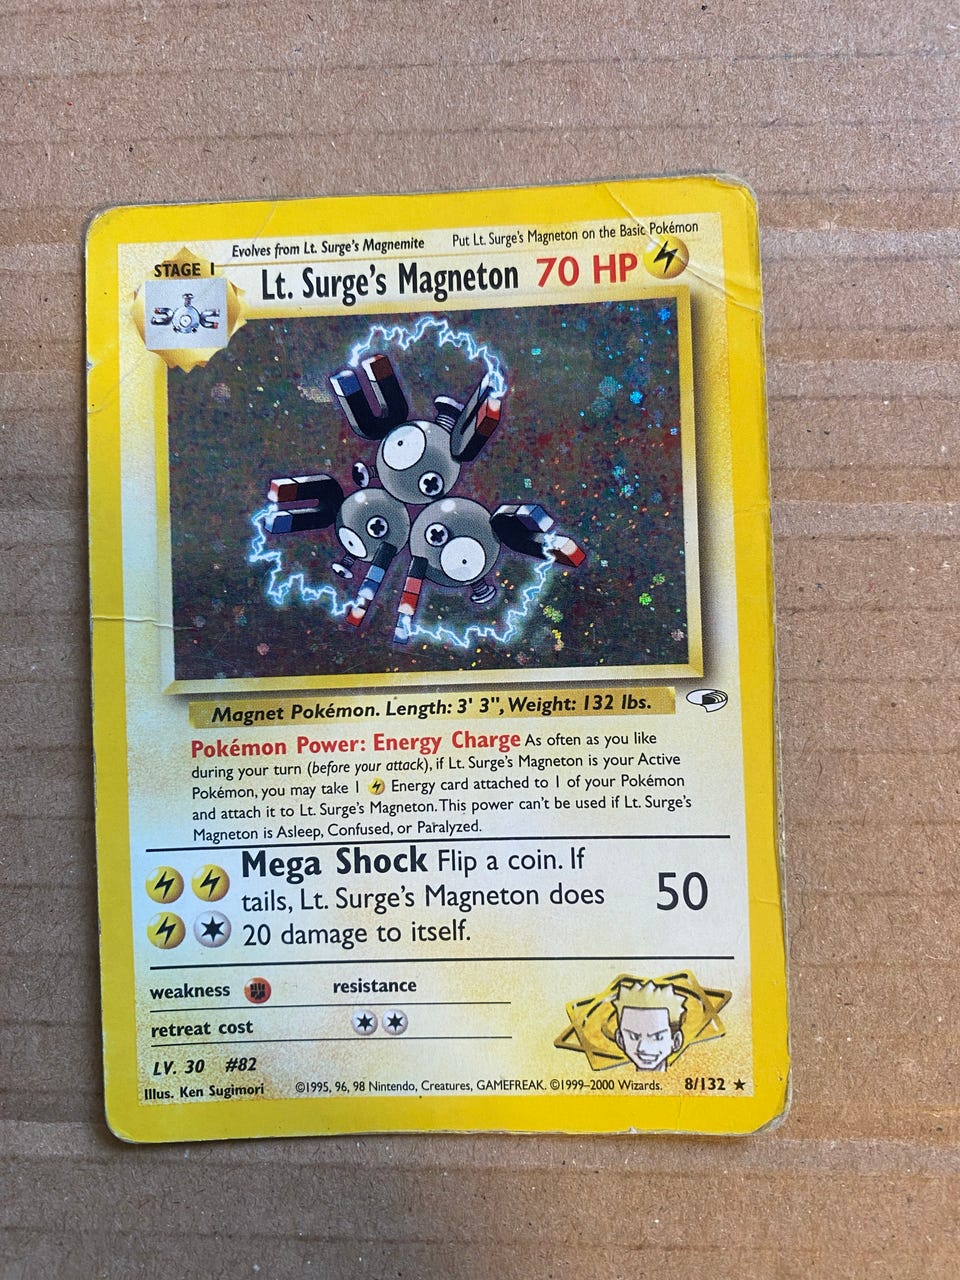 Evolves from Lt. Surge's Magnemite
Put Lt. Surge's Magneton on the Basic Pokémon
STAGE 1
Lt. Surge's Magneton
70 HP
Magnet Pokémon. Length: 3' 3", Weight: 132 lbs.
Pokémon Power: Energy Charge As often as you like
during your turn (before your attack), if Lt. Surge's Magneton is your Active
Pokémon, you may take 1 Energy card attached to 1 of your Pokémon
and attach it to Lt. Surge's Magneton. This power can't be used if Lt. Surge's
Magneton is Asleep, Confused, or Paralyzed.
Mega Shock Flip a coin. If
tails, Lt. Surge's Magneton does
20 damage to itself.
50
weakness
resistance
retreat cost
LV. 30 #82
Illus. Ken Sugimori
©1995, 96, 98 Nintendo, Creatures, GAMEFREAK. ©1999–2000 Wizards.
8/132 ★